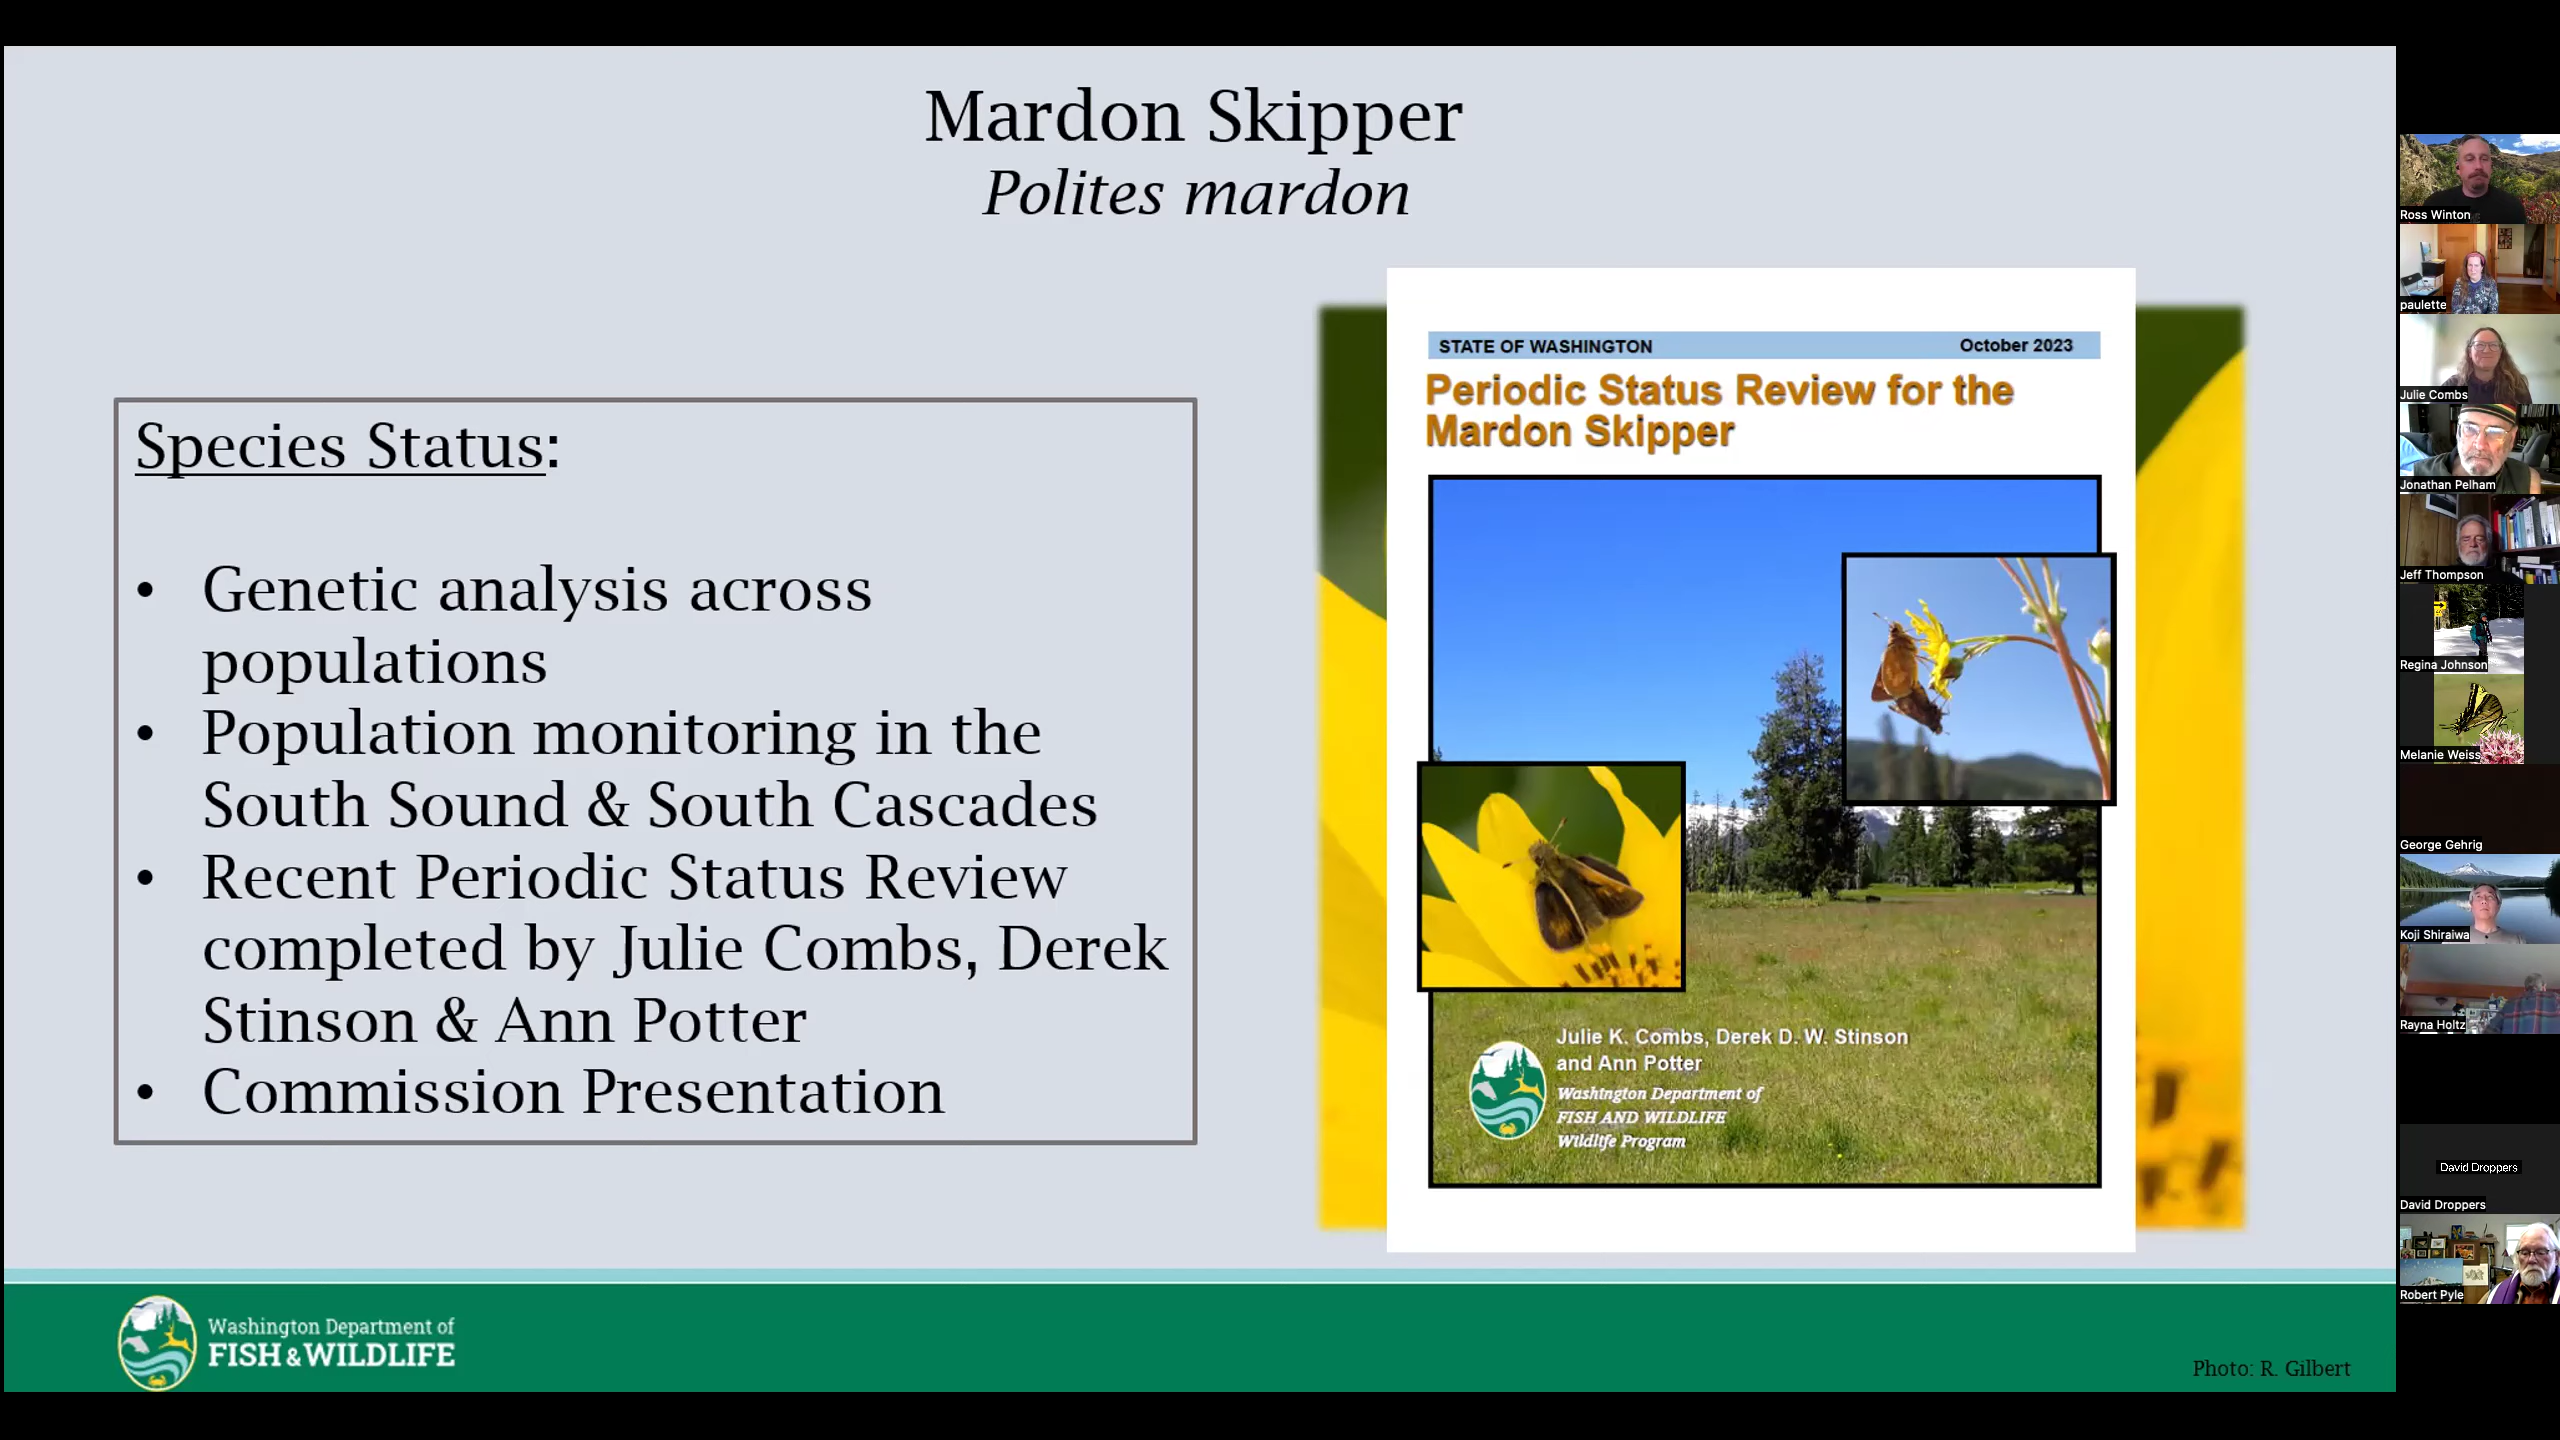 Mardon Skipper
Polites mardon
Species Status:
• Genetic analysis across
populations
• Population monitoring in the
South Sound & South Cascades
• Recent Periodic Status Review
completed by Julie Combs, Derek
Stinson & Ann Potter
• Commission Presentation
STATE OF WASHINGTON October 2023
Periodic Status Review for the
Mardon Skipper
Julie K. Combs, Derek D. W. Stinson
and Ann Potter
Washington Department of
FISH AND WILDLIFE
Wildlife Program
Washington Department of
FISH & WILDLIFE
Photo: R. Gilbert
Ross Winton
paulette
Julie Combs
Jonathan Pelham
Jeff Thompson
Regina Johnson
Melanie Weiss
George Gehrig
Koji Shiraiwa
Rayna Holtz
David Droppers
David Droppers
Robert Pyle